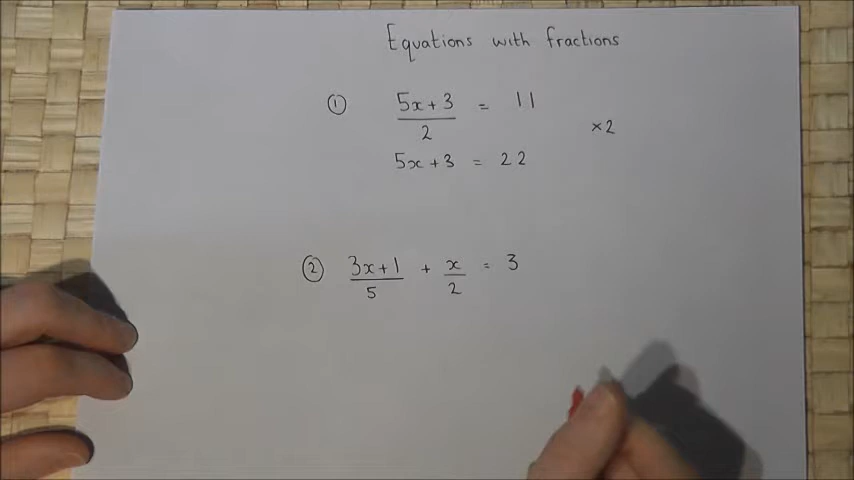 Equations with fractions
① (5x + 3)/2 = 11
×2
5x + 3 = 22
② (3x + 1)/5 + x/2 = 3